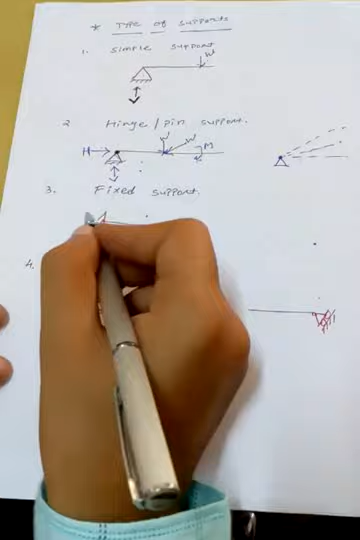 * TYPE OF SUPPORTS
1. Simple support
W
2 Hinge/pin support.
H W W M
3. Fixed support.
4.